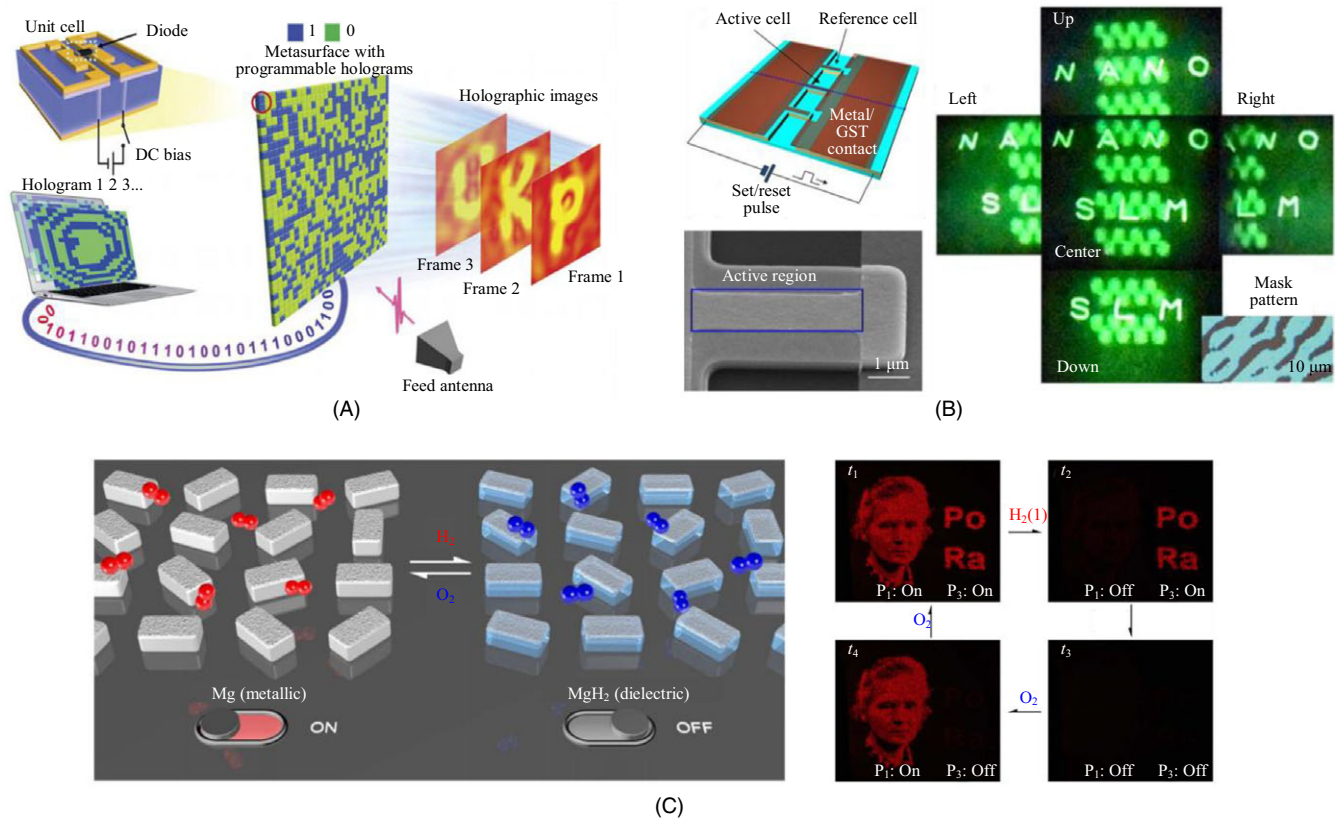 Unit cell
Diode
DC bias
Hologram 1 2 3...
1 0
Metasurface with
programmable holograms
Holographic images
Frame 3
Frame 2
Frame 1
Feed antenna
(A)
Active cell
Reference cell
Metal/
GST
contact
Set/reset
pulse
Active region
1 μm
Up
N A N O
Left
N A
S L
N A N O
S L M
Center
Right
N O
L M
S L M
Down
Mask
pattern
10 μm
(B)
H₂
O₂
Mg (metallic)
ON
MgH₂ (dielectric)
OFF
t₁
Po
Ra
P₁: On P₃: On
H₂(1)
t₂
Po
Ra
P₁: Off P₃: On
O₂
t₄
Po
Ra
P₁: On P₃: Off
O₂
t₃
P₁: Off P₃: Off
(C)